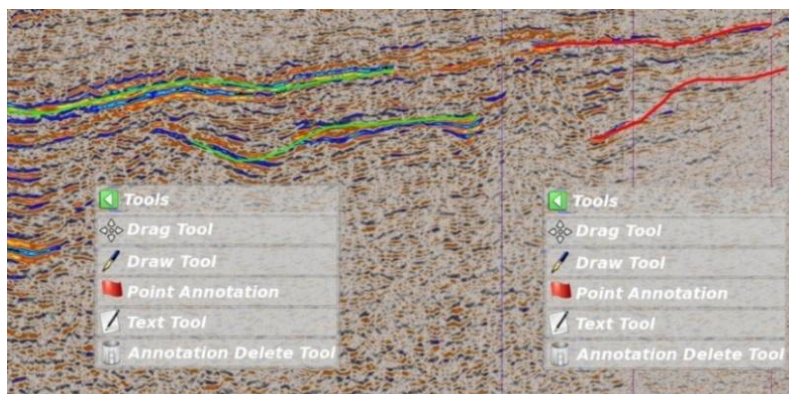 Tools
Drag Tool
Draw Tool
Point Annotation
Text Tool
Annotation Delete Tool
Tools
Drag Tool
Draw Tool
Point Annotation
Text Tool
Annotation Delete Tool